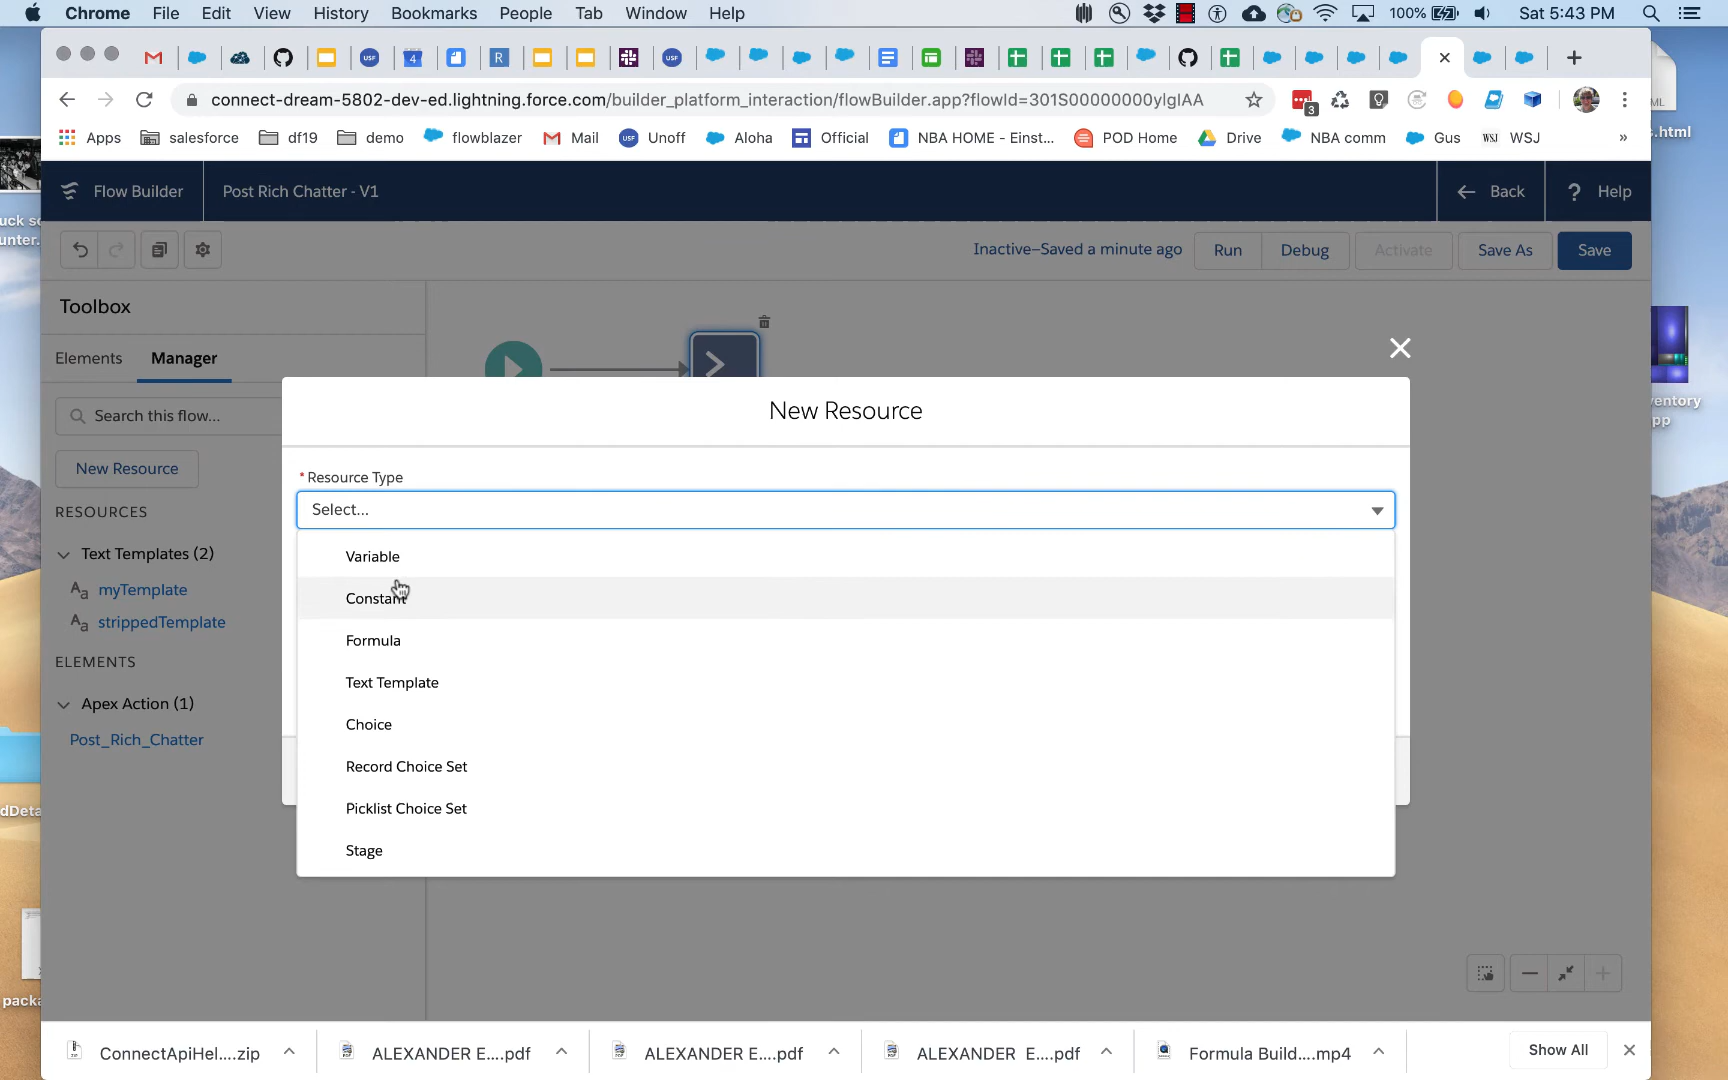 Chrome File Edit View History Bookmarks People Tab Window Help 100% Sat 5:43 PM
connect-dream-5802-dev-ed.lightning.force.com/builder_platform_interaction/flowBuilder.app?flowId=301S00000000ylgIAA
Apps salesforce df19 demo flowblazer Mail Unoff Aloha Official NBA HOME - Einst... POD Home Drive NBA comm Gus WSJ WSJ »
Flow Builder Post Rich Chatter - V1 Back ? Help
Inactive–Saved a minute ago Run Debug Activate Save As Save
Toolbox
Elements Manager
Search this flow...
New Resource
RESOURCES
Text Templates (2)
myTemplate
strippedTemplate
ELEMENTS
Apex Action (1)
Post_Rich_Chatter
New Resource
* Resource Type
Select...
Variable
Constant
Formula
Text Template
Choice
Record Choice Set
Picklist Choice Set
Stage
ConnectApiHel....zip ALEXANDER E....pdf ALEXANDER E....pdf ALEXANDER E....pdf Formula Build....mp4 Show All